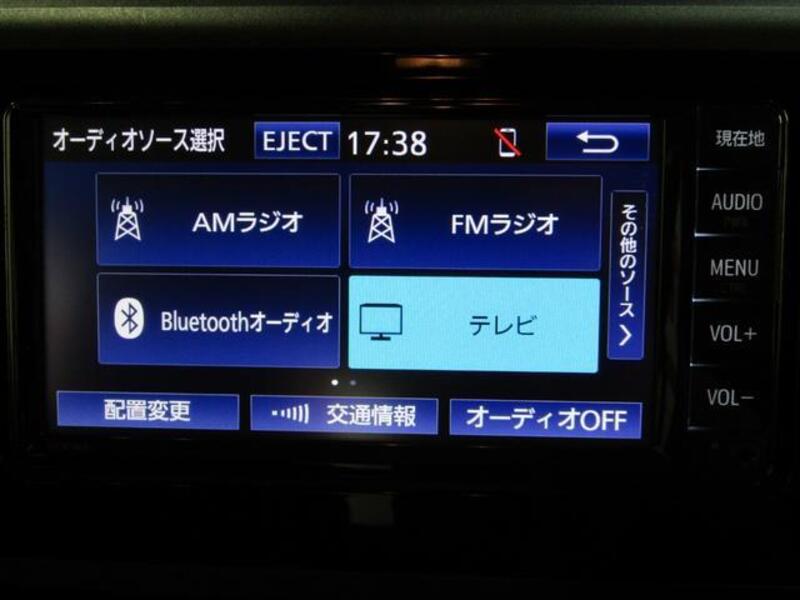 オーディオソース選択 EJECT 17:38
AMラジオ
FMラジオ
Bluetoothオーディオ
テレビ
その他のソース
配置変更
交通情報
オーディオOFF
現在地
AUDIO
MENU
VOL+
VOL−